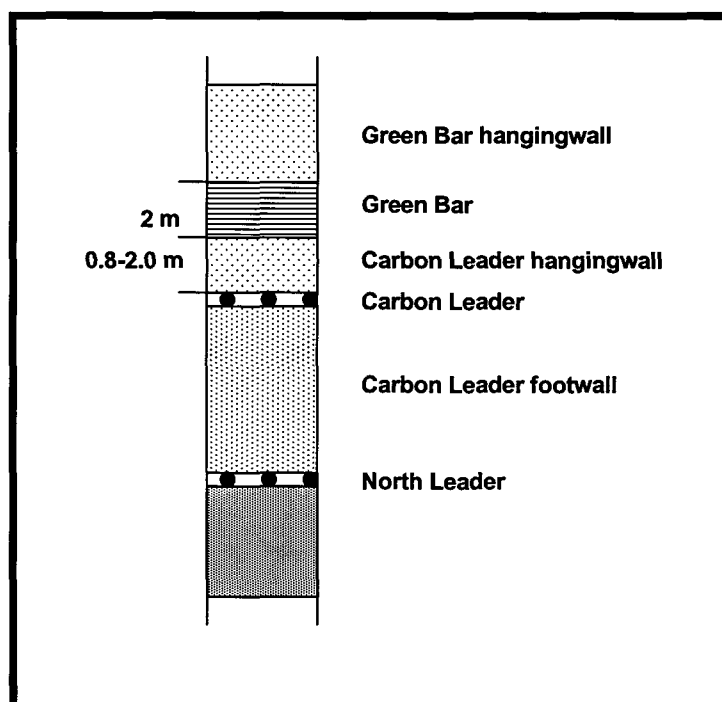 Green Bar hangingwall
Green Bar
2 m
0.8-2.0 m
Carbon Leader hangingwall
Carbon Leader
Carbon Leader footwall
North Leader